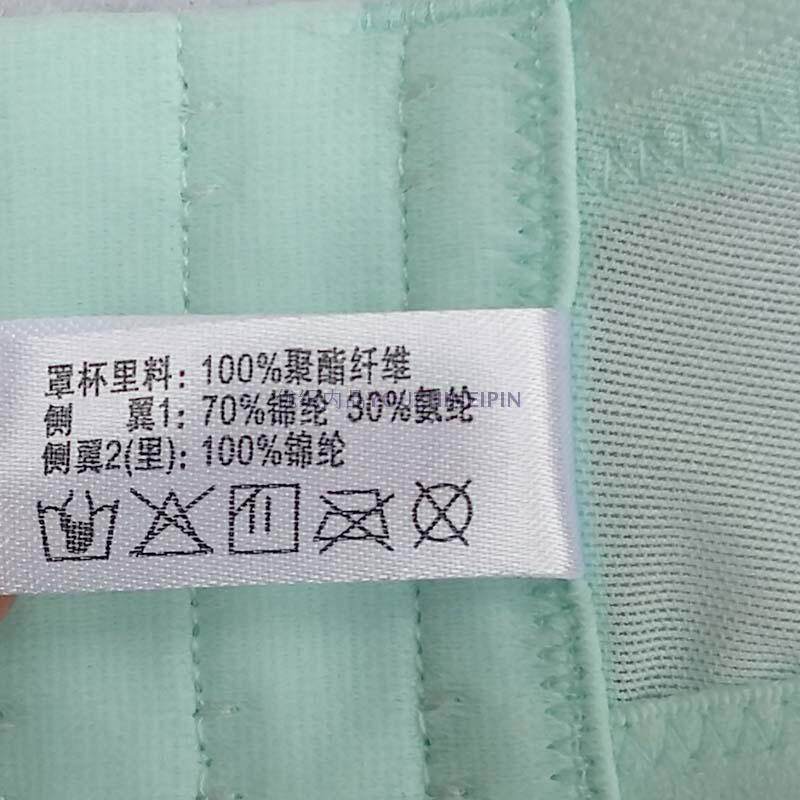 罩杯里料: 100%聚酯纤维
侧 翼1: 70%锦纶 30%氨纶
侧翼2(里): 100%锦纶